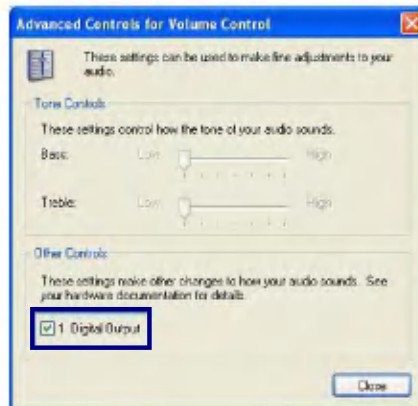 Advanced Controls for Volume Control
These settings can be used to make fine adjustments to your
audio.
Tone Controls
These settings control how the tone of your audio sounds.
Bass: Low High
Treble: Low High
Other Controls
These settings make other changes to how your audio sounds. See
your hardware documentation for details.
1 Digital Output
Close